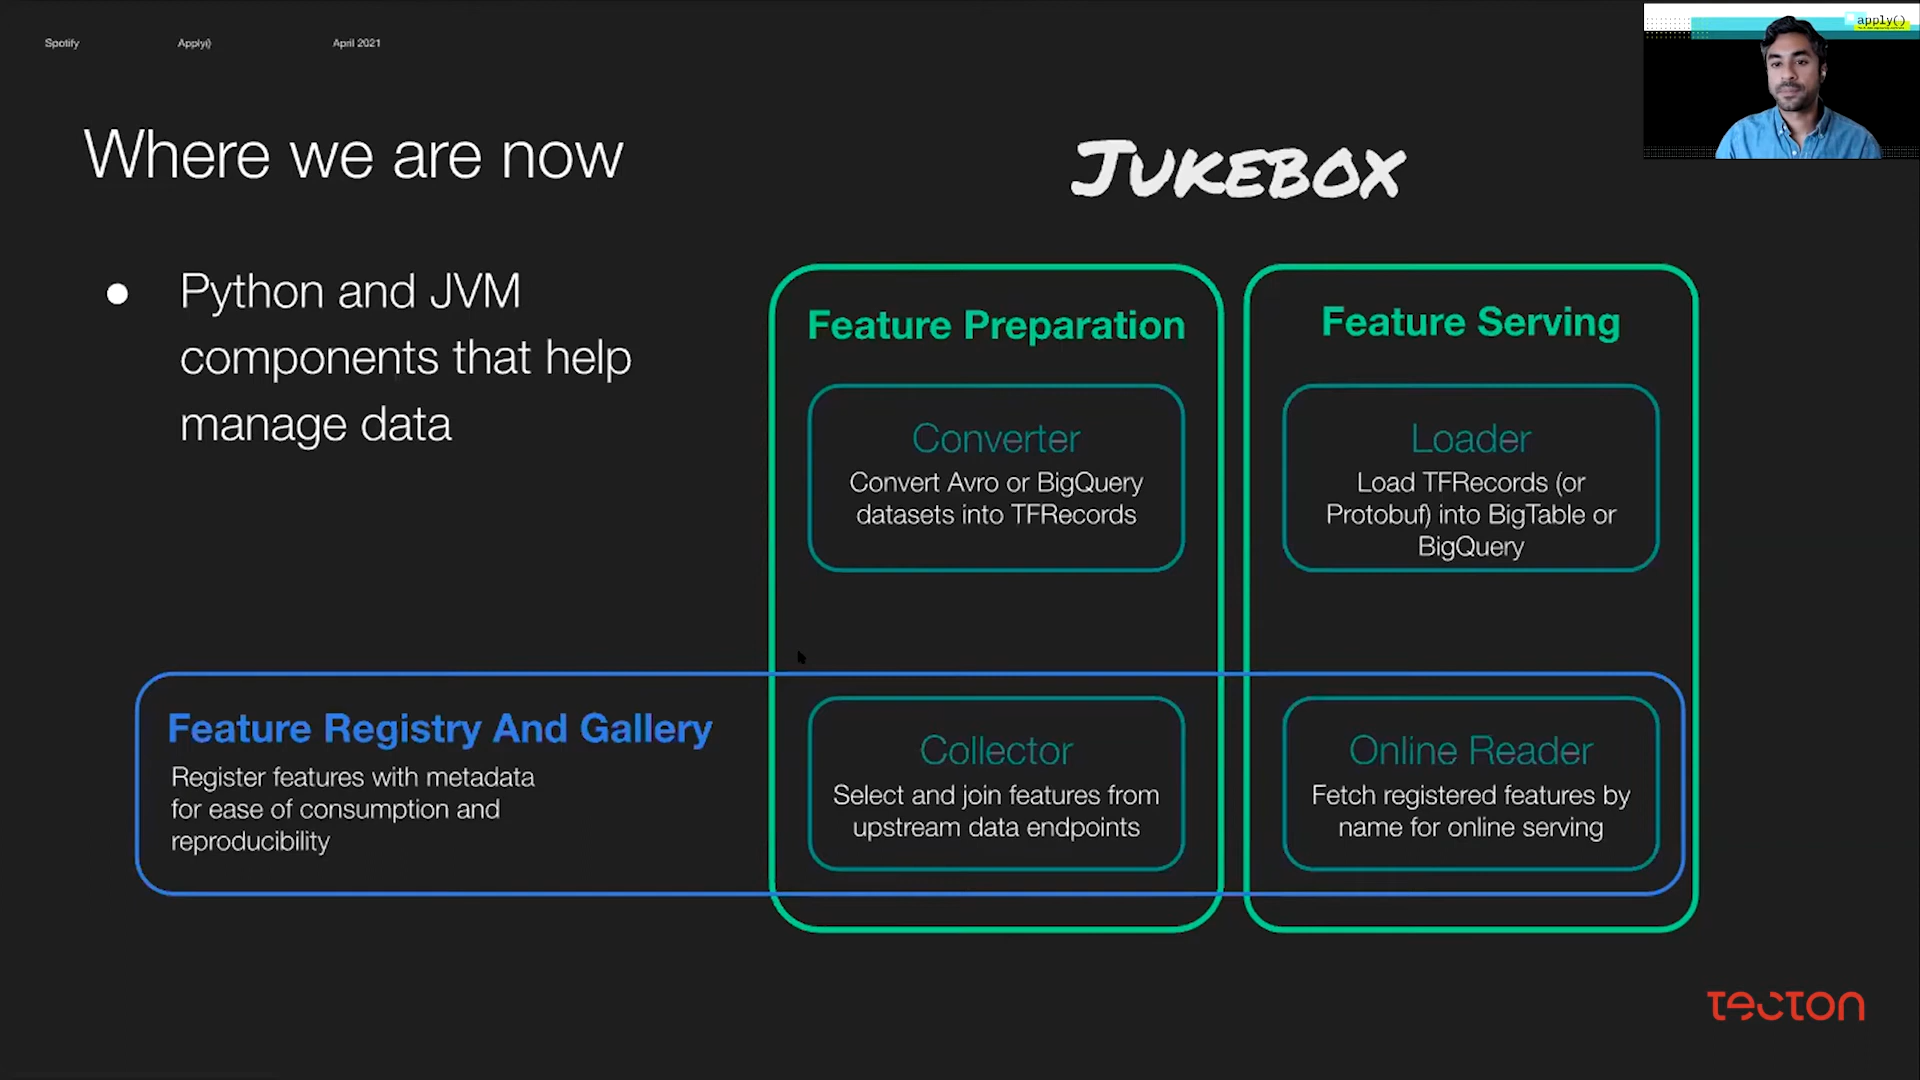 Spotify
Apply()
April 2021
apply()
Where we are now
JUKEBOX
Python and JVM
components that help
manage data
Feature Preparation
Converter
Convert Avro or BigQuery
datasets into TFRecords
Feature Serving
Loader
Load TFRecords (or
Protobuf) into BigTable or
BigQuery
Feature Registry And Gallery
Register features with metadata
for ease of consumption and
reproducibility
Collector
Select and join features from
upstream data endpoints
Online Reader
Fetch registered features by
name for online serving
tecton